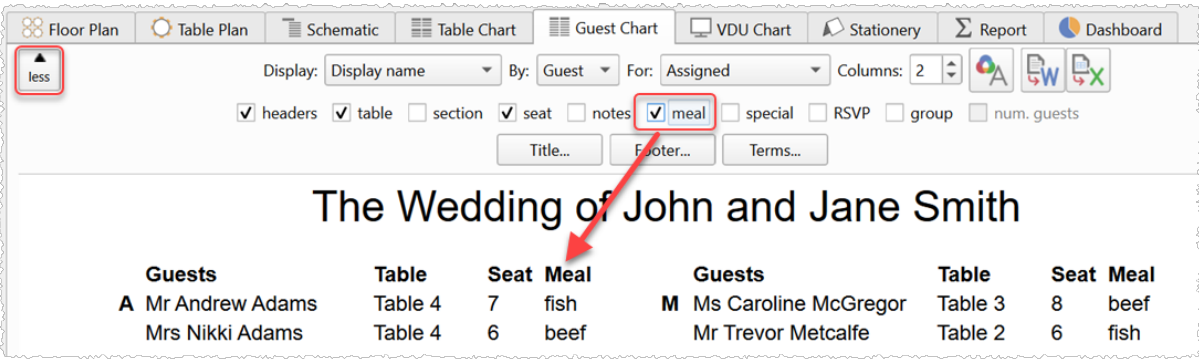 Floor Plan Table Plan Schematic Table Chart Guest Chart VDU Chart Stationery Report Dashboard
less Display: Display name By: Guest For: Assigned Columns: 2 W X
headers table section seat notes meal special RSVP group num. guests
Title... Footer... Terms...
The Wedding of John and Jane Smith
Guests Table Seat Meal Guests Table Seat Meal
A Mr Andrew Adams Table 4 7 fish M Ms Caroline McGregor Table 3 8 beef
Mrs Nikki Adams Table 4 6 beef Mr Trevor Metcalfe Table 2 6 fish